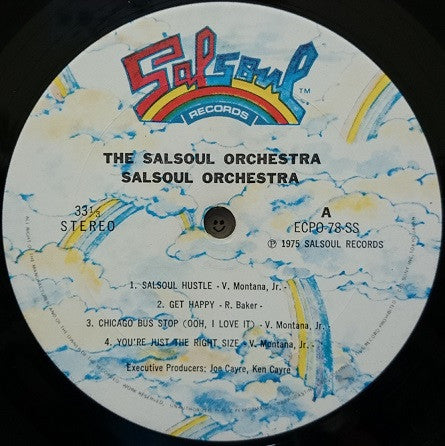 Salsoul
TM
RECORDS
THE SALSOUL ORCHESTRA
SALSOUL ORCHESTRA
33⅓
STEREO
A
ECPO-78-SS
Ⓟ 1975 SALSOUL RECORDS
1. SALSOUL HUSTLE - V. Montana, Jr. -
2. GET HAPPY - R. Baker -
3. CHICAGO BUS STOP (OOH, I LOVE IT) - V. Montana, Jr. -
4. YOU'RE JUST THE RIGHT SIZE - V. Montana, Jr. -
Executive Producers; Joe Cayre, Ken Cayre